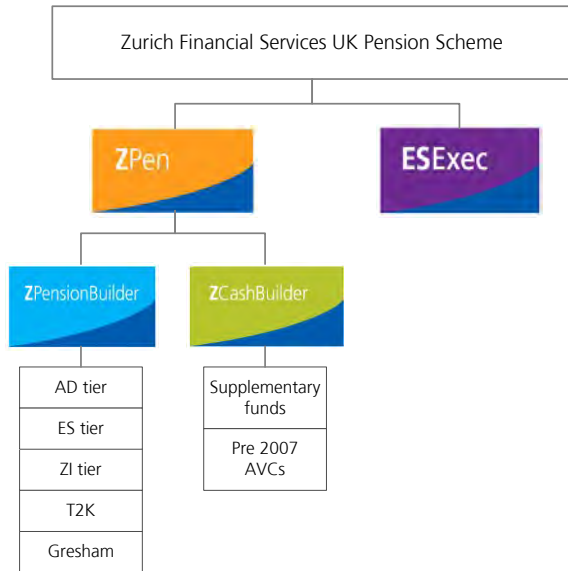 Zurich Financial Services UK Pension Scheme
ZPen
ESExec
ZPensionBuilder
ZCashBuilder
AD tier
ES tier
ZI tier
T2K
Gresham
Supplementary
funds
Pre 2007
AVCs